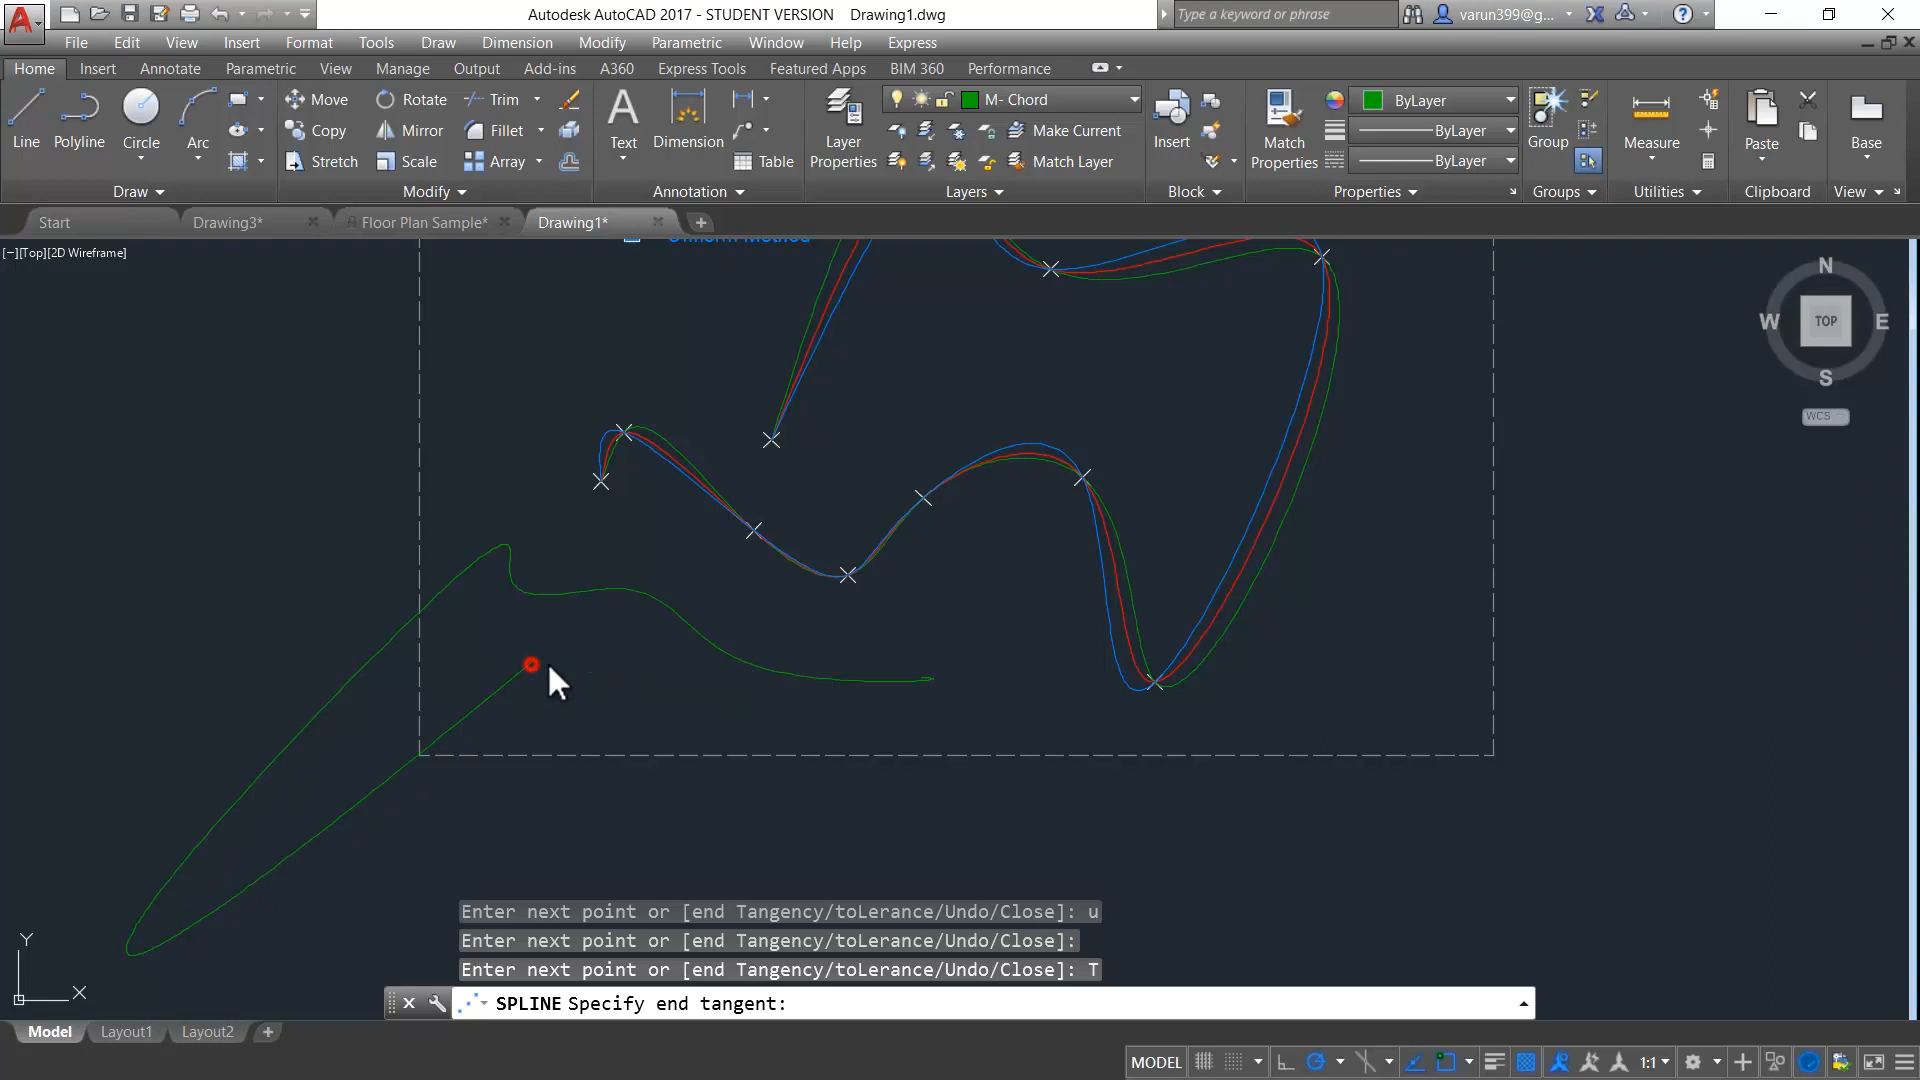 Autodesk AutoCAD 2017 - STUDENT VERSION Drawing1.dwg
Type a keyword or phrase
varun399@g...
File Edit View Insert Format Tools Draw Dimension Modify Parametric Window Help Express
Home Insert Annotate Parametric View Manage Output Add-ins A360 Express Tools Featured Apps BIM 360 Performance
Line Polyline Circle Arc
Move Rotate Trim
Copy Mirror Fillet
Stretch Scale Array
Text Dimension Table
Layer Properties
M- Chord
Make Current
Match Layer
Insert
Match Properties
ByLayer
ByLayer
ByLayer
Group Measure Paste Base
Draw Modify Annotation Layers Block Properties Groups Utilities Clipboard View
Start Drawing3* Floor Plan Sample* Drawing1*
[−][Top][2D Wireframe]
Uniform Method
N
W TOP E
S
WCS
Enter next point or [end Tangency/toLerance/Undo/Close]: u
Enter next point or [end Tangency/toLerance/Undo/Close]:
Enter next point or [end Tangency/toLerance/Undo/Close]: T
SPLINE Specify end tangent:
Y
X
Model Layout1 Layout2
MODEL 1:1